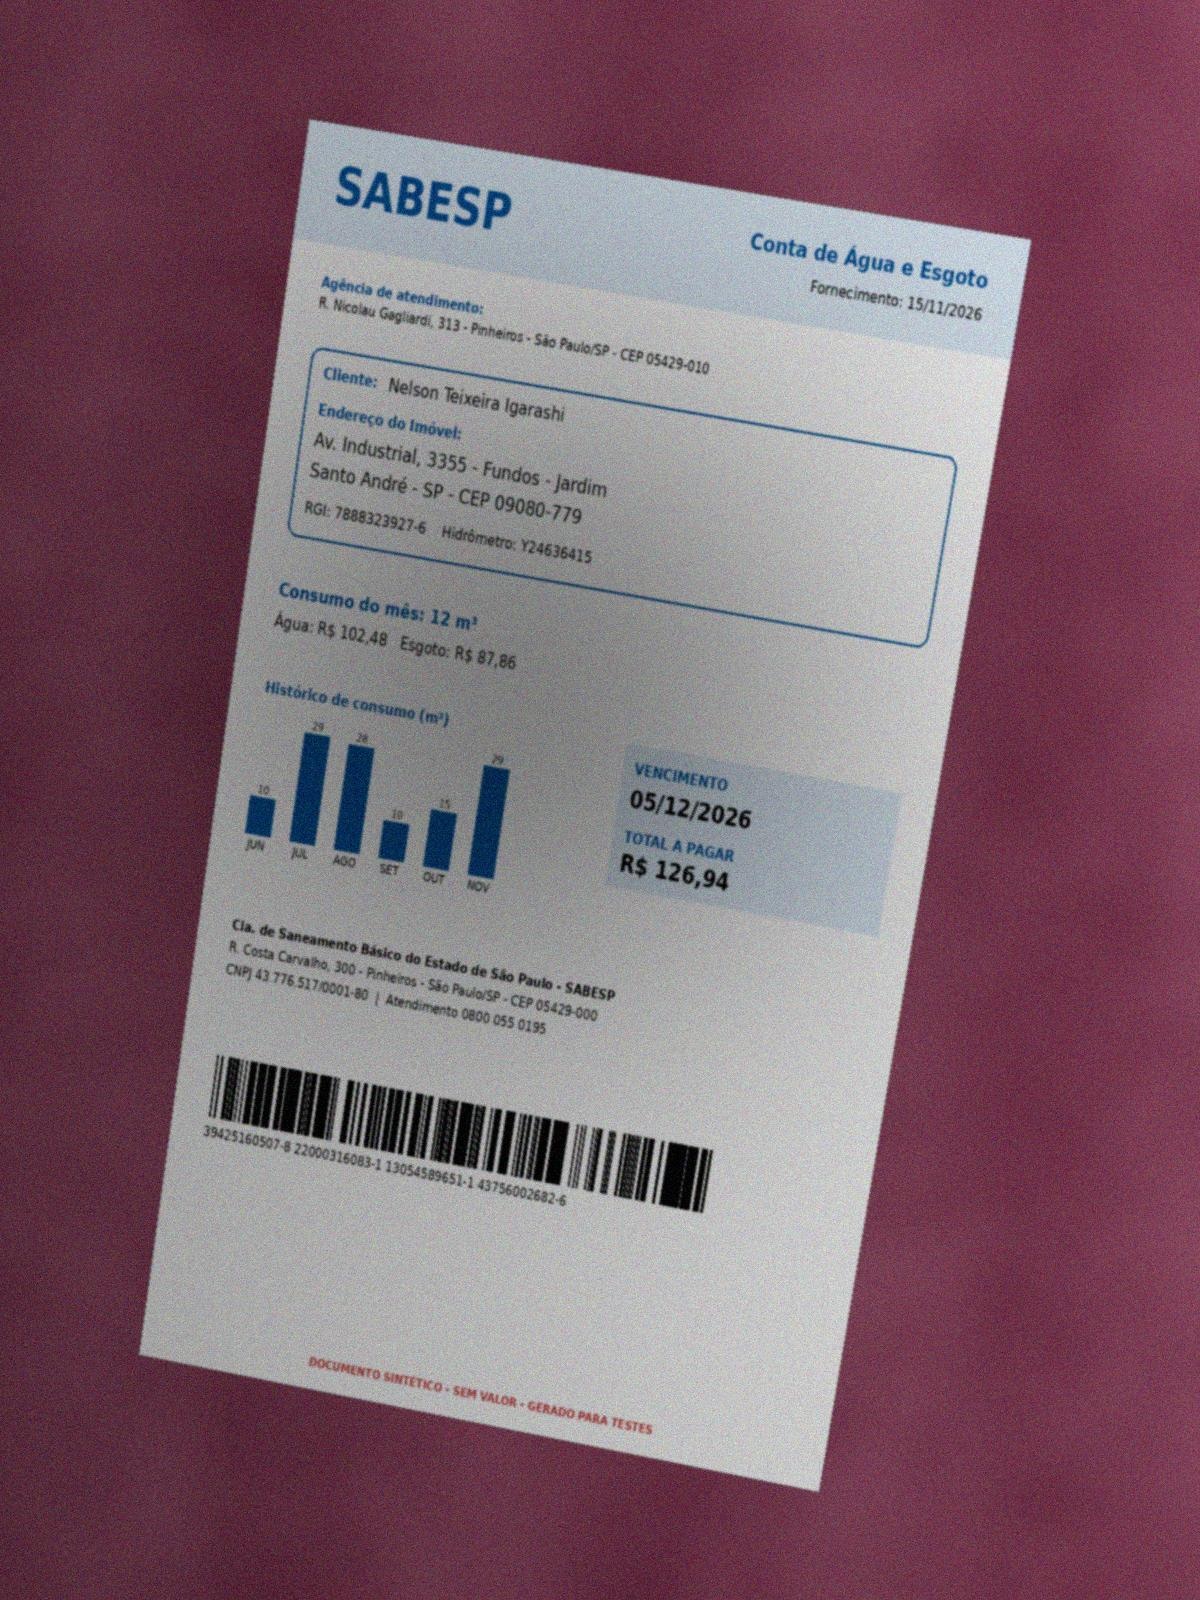 SABESP
Conta de Água e Esgoto
Fornecimento: 15/11/2026
Agência de atendimento:
R. Nicolau Gagliardi, 313 - Pinheiros - São Paulo/SP - CEP 05429-010
Cliente: Nelson Teixeira Igarashi
Endereço do Imóvel:
Av. Industrial, 3355 - Fundos - Jardim
Santo André - SP - CEP 09080-779
RGI: 7888323927-6 Hidrômetro: Y24636415
Consumo do mês: 12 m³
Água: R$ 102,48 Esgoto: R$ 87,86
Histórico de consumo (m³)
10 29 28 10 15 29
JUN JUL AGO SET OUT NOV
VENCIMENTO
05/12/2026
TOTAL A PAGAR
R$ 126,94
Cia. de Saneamento Básico do Estado de São Paulo - SABESP
R. Costa Carvalho, 300 - Pinheiros - São Paulo/SP - CEP 05429-000
CNPJ 43.776.517/0001-80 | Atendimento 0800 055 0195
39425160507-8 22000316083-1 13054589651-1 43756002682-6
DOCUMENTO SINTÉTICO - SEM VALOR - GERADO PARA TESTES